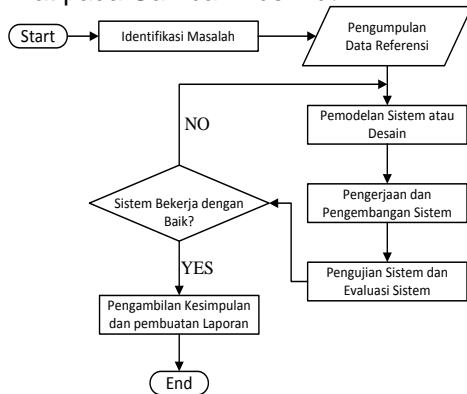 Start
Identifikasi Masalah
Pengumpulan
Data Referensi
Pemodelan Sistem atau
Desain
Pengerjaan dan
Pengembangan Sistem
Pengujian Sistem dan
Evaluasi Sistem
Sistem Bekerja dengan
Baik?
NO
YES
Pengambilan Kesimpulan
dan pembuatan Laporan
End